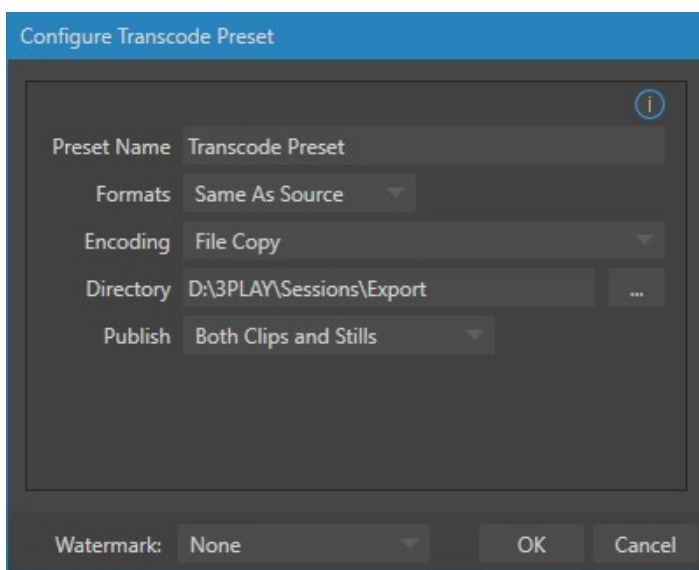 Configure Transcode Preset
i
Preset Name Transcode Preset
Formats Same As Source
Encoding File Copy
Directory D:\3PLAY\Sessions\Export ...
Publish Both Clips and Stills
Watermark: None OK Cancel